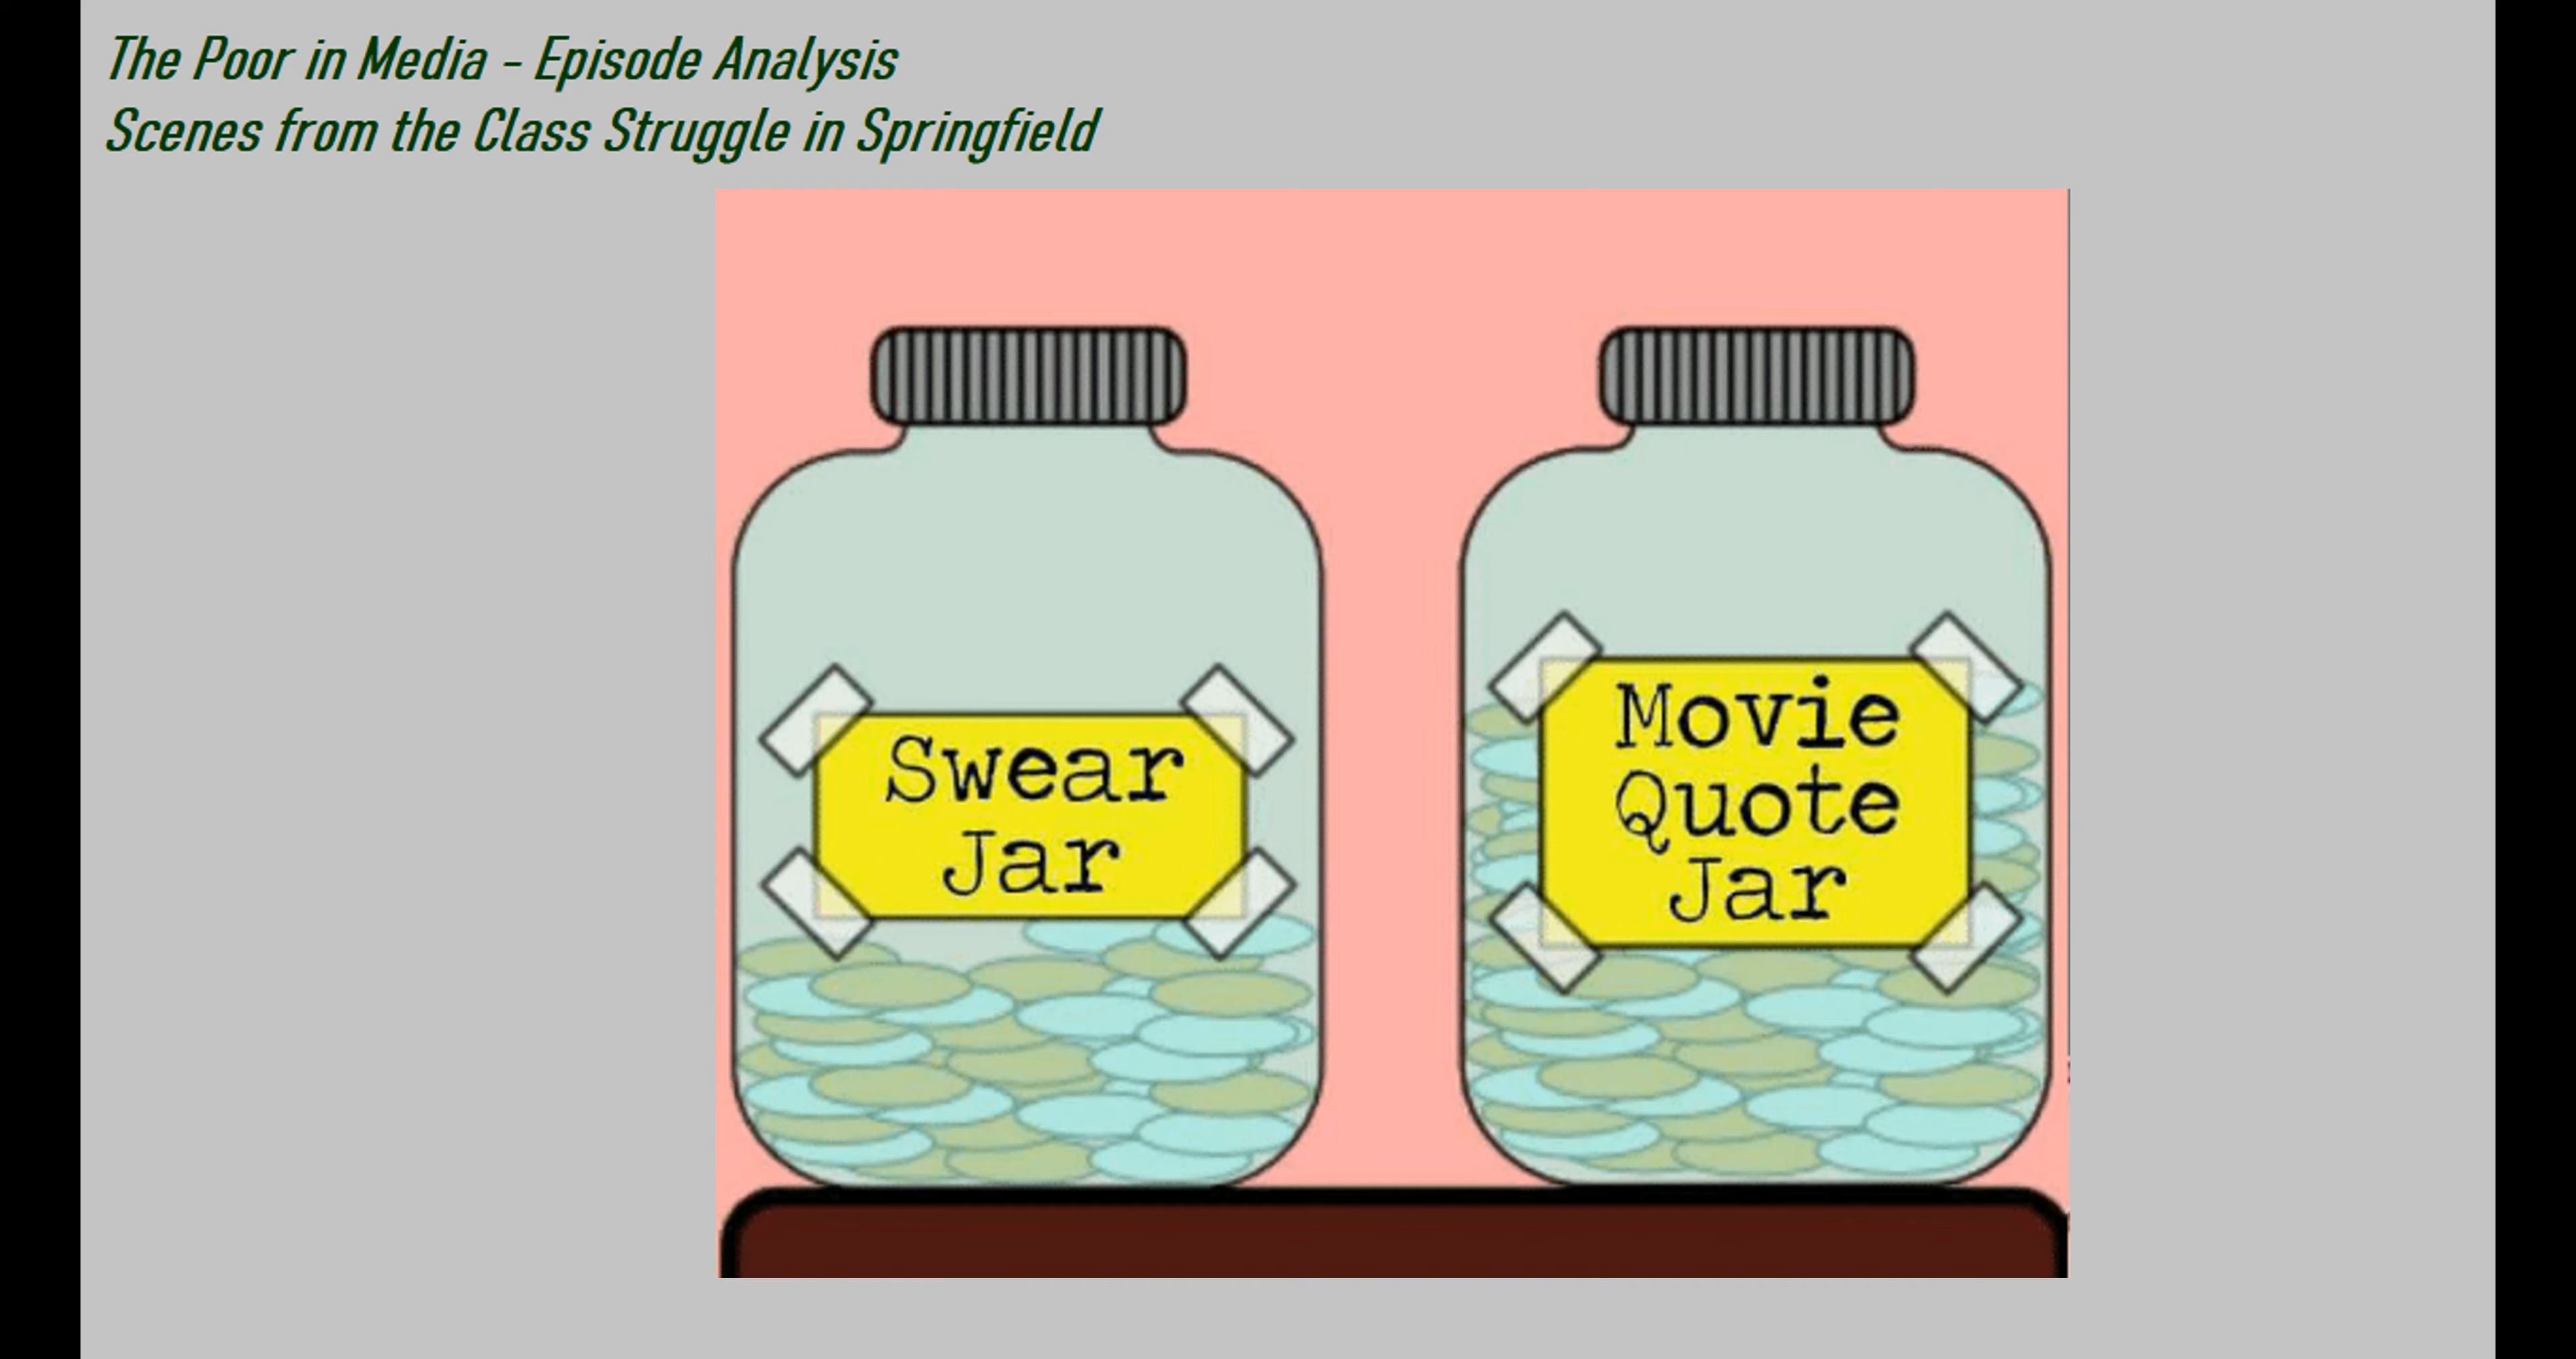 The Poor in Media - Episode Analysis
Scenes from the Class Struggle in Springfield
Swear
Jar
Movie
Quote
Jar